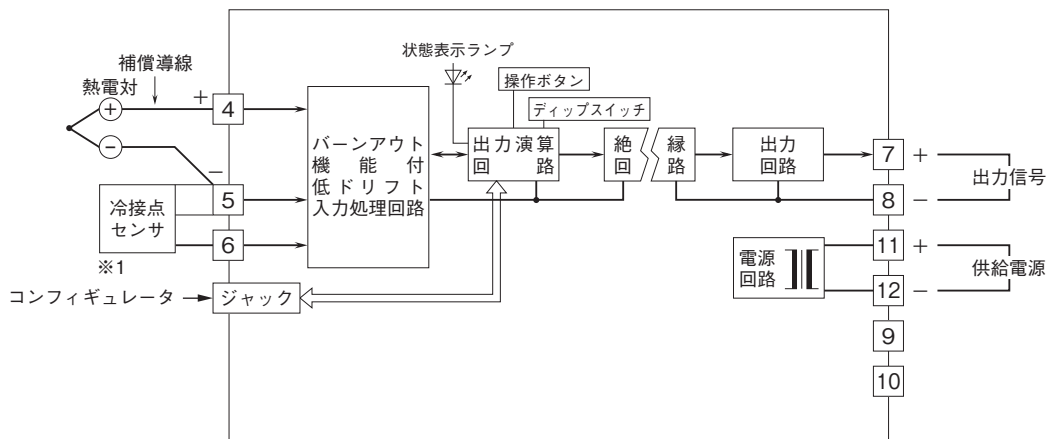 状態表示ランプ
補償導線
操作ボタン
熱電対
ディップスイッチ
+
+
4
バーンアウト
機能付
低ドリフト
入力処理回路
出力演算
回路
絶縁
回路
出力
回路
7
+
出力信号
−
−
5
8
−
冷接点
センサ
6
※1
11
+
電源
回路
供給電源
12
−
コンフィギュレータ
ジャック
9
10